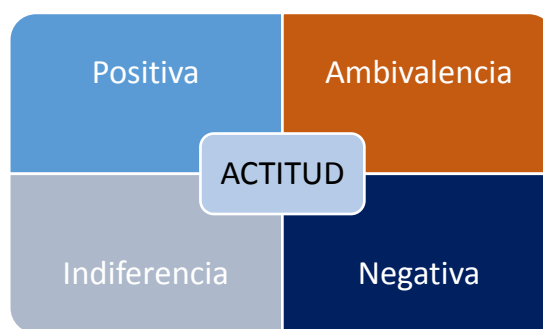 Positiva
Ambivalencia
ACTITUD
Indiferencia
Negativa